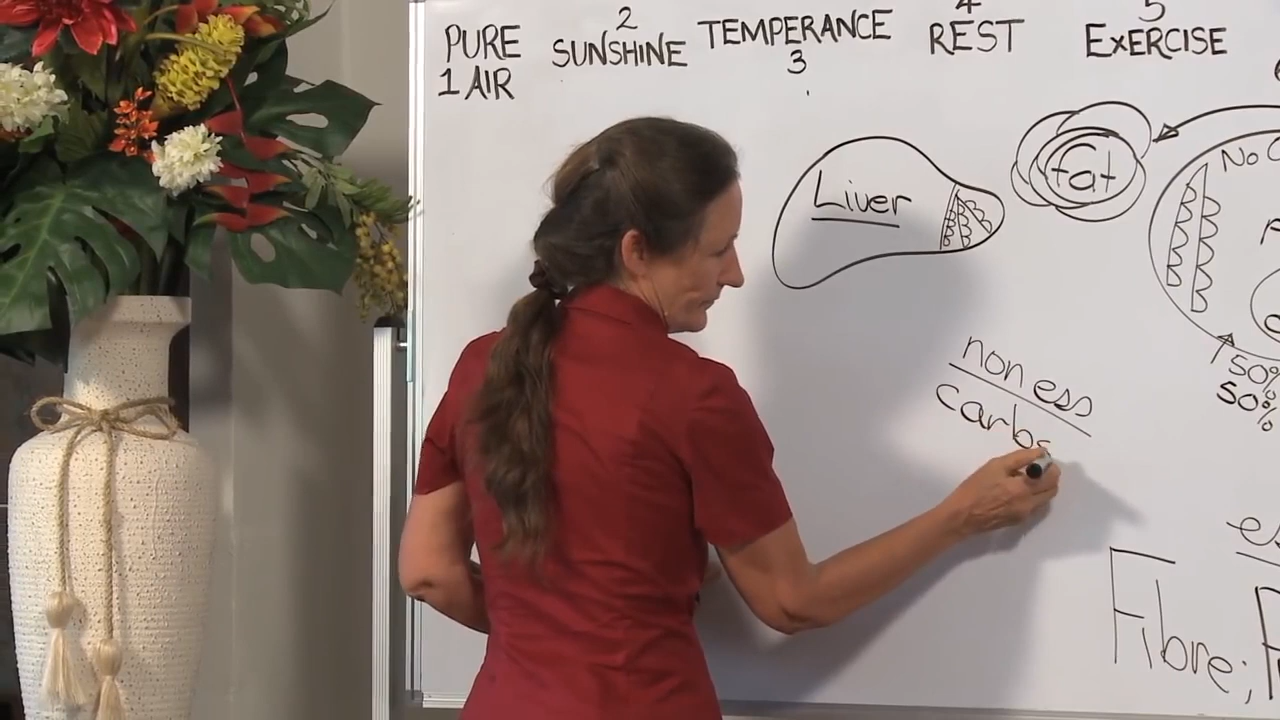 PURE
1 AIR
2
SUNSHINE
TEMPERANCE
3
4
REST
5
EXERCISE
Liver
fat
No
50%
50%
non ess
carbs
Fibre;